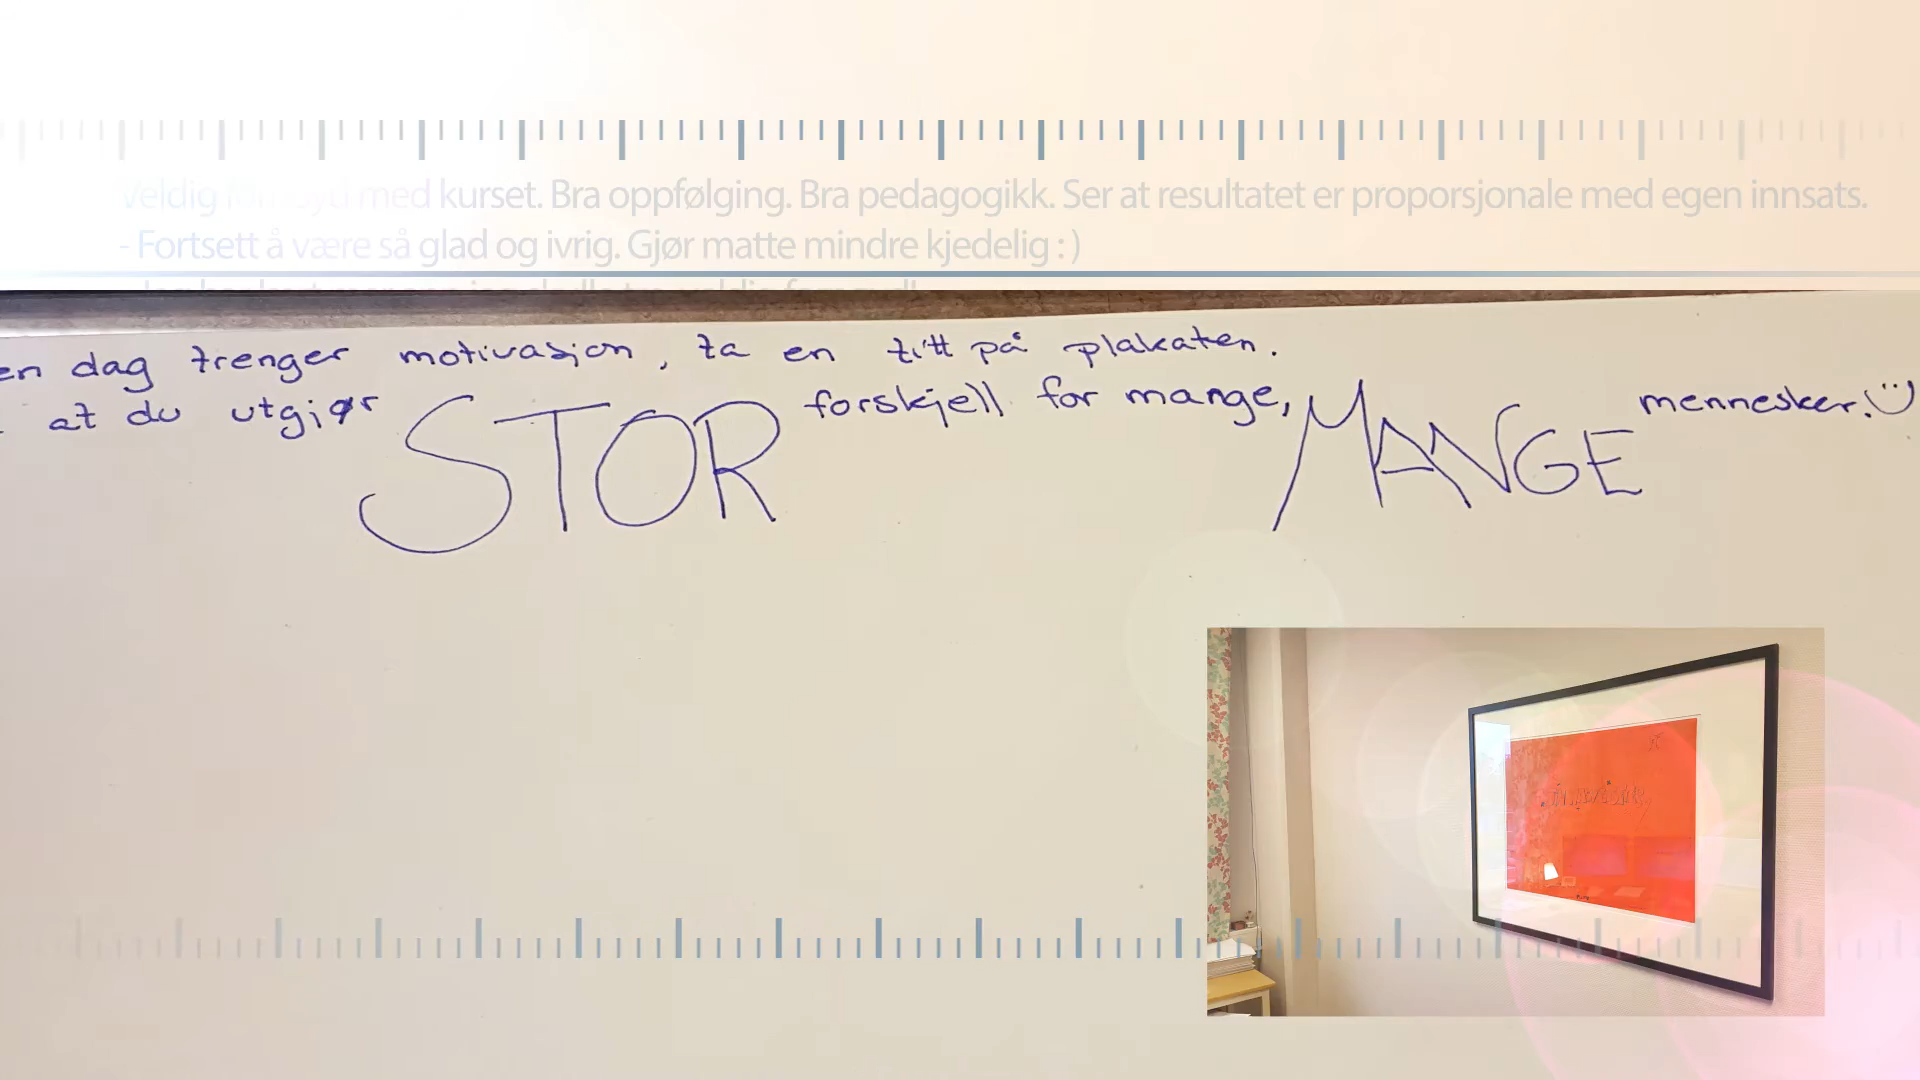 Veldig med kurset. Bra oppfølging. Bra pedagogikk. Ser at resultatet er proporsjonale med egen innsats.
- Fortsett å være så glad og ivrig. Gjør matte mindre kjedelig : )
en dag trenger motivasjon, ta en titt på plakaten.
at du utgjør STOR forskjell for mange, MANGE mennesker! :)